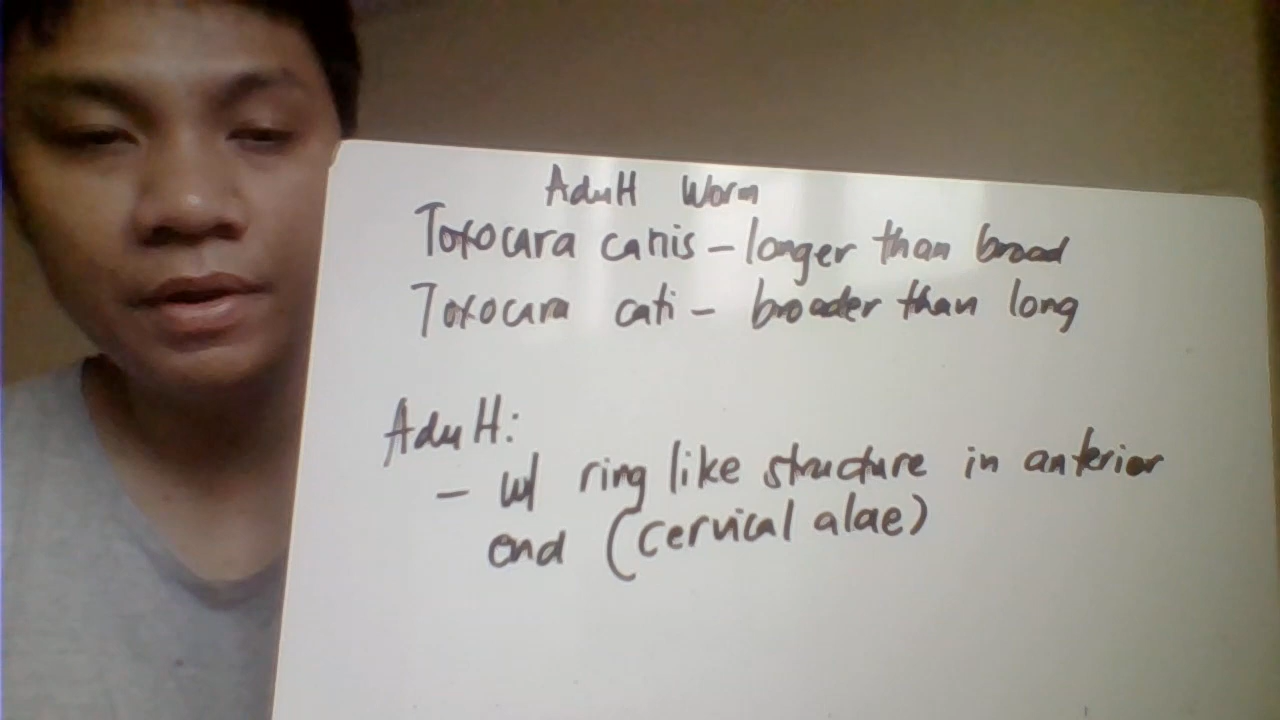 Adult Worm
Toxocara canis - longer than broad
Toxocara cati - broader than long
Adult:
- w/ ring like structure in anterior
end (cervical alae)